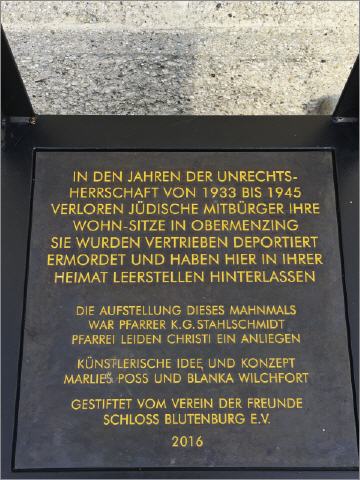 IN DEN JAHREN DER UNRECHTS-
HERRSCHAFT VON 1933 BIS 1945
VERLOREN JÜDISCHE MITBÜRGER IHRE
WOHN-SITZE IN OBERMENZING
SIE WURDEN VERTRIEBEN DEPORTIERT
ERMORDET UND HABEN HIER IN IHRER
HEIMAT LEERSTELLEN HINTERLASSEN
DIE AUFSTELLUNG DIESES MAHNMALS
WAR PFARRER K.G. STAHLSCHMIDT
PFARREI LEIDEN CHRISTI EIN ANLIEGEN
KÜNSTLERISCHE IDEE UND KONZEPT
MARLIES POSS UND BLANKA WILCHFORT
GESTIFTET VOM VEREIN DER FREUNDE
SCHLOSS BLUTENBURG E.V.
2016